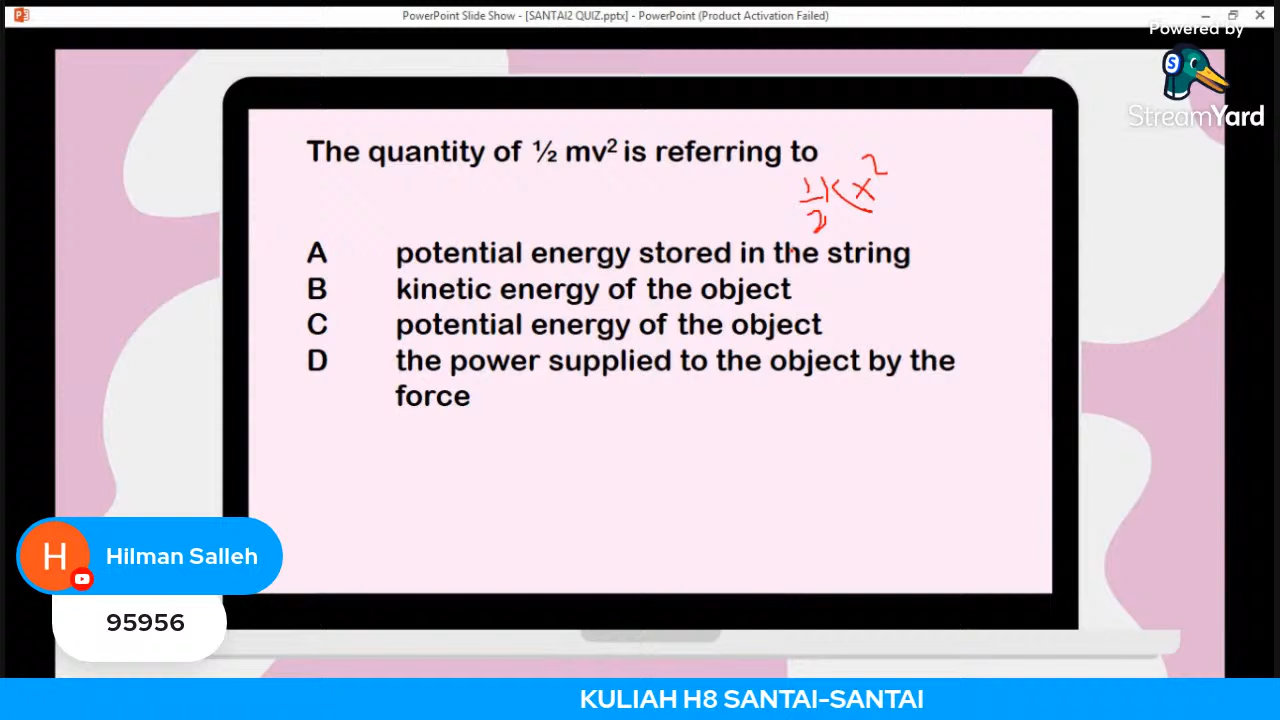 PowerPoint Slide Show - [SANTAI2 QUIZ.pptx] - PowerPoint (Product Activation Failed)
Powered by
S
StreamYard
The quantity of ½ mv² is referring to
½kx²
A potential energy stored in the string
B kinetic energy of the object
C potential energy of the object
D the power supplied to the object by the
force
H Hilman Salleh
95956
KULIAH H8 SANTAI-SANTAI